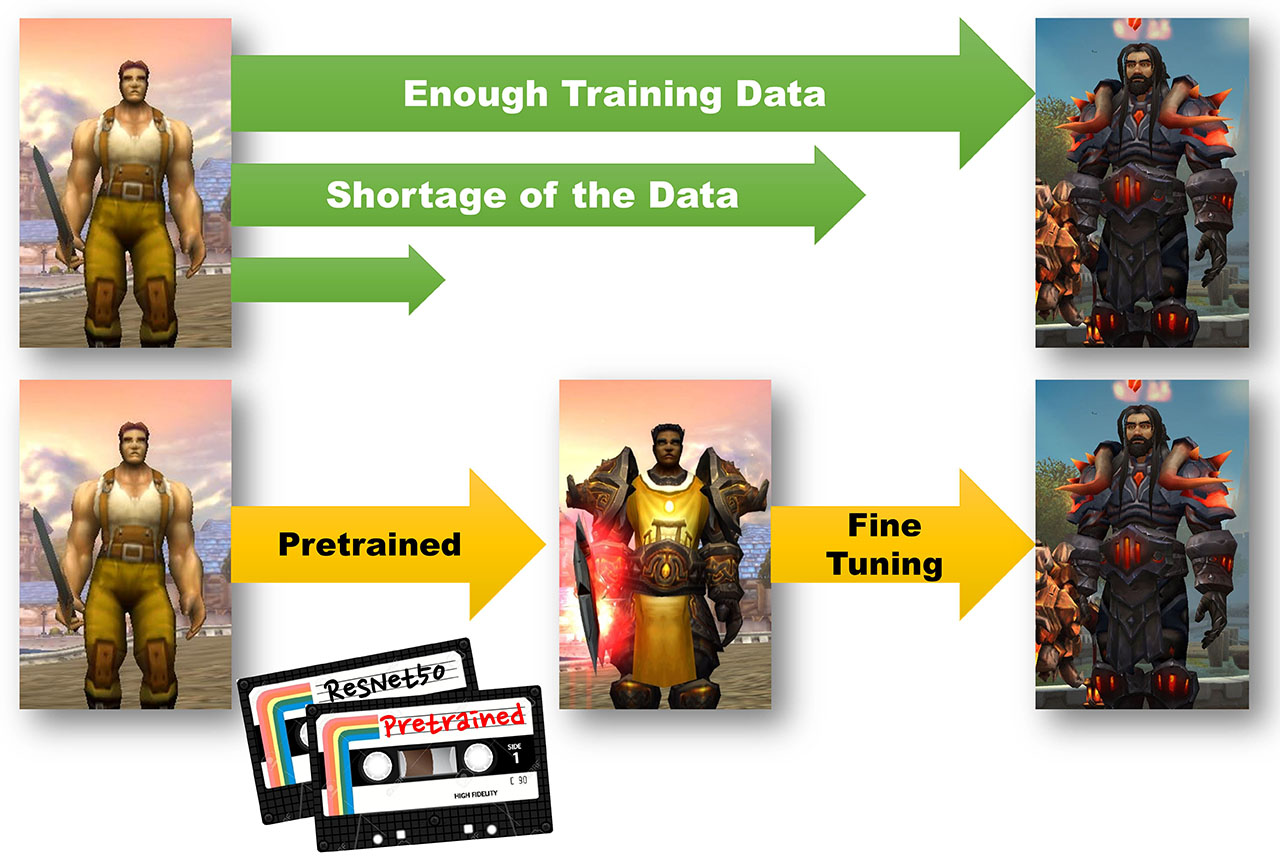 Enough Training Data
Shortage of the Data
Pretrained
Fine
Tuning
ResNet50
Pretrained
SIDE
1
C 90
HIGH FIDELITY